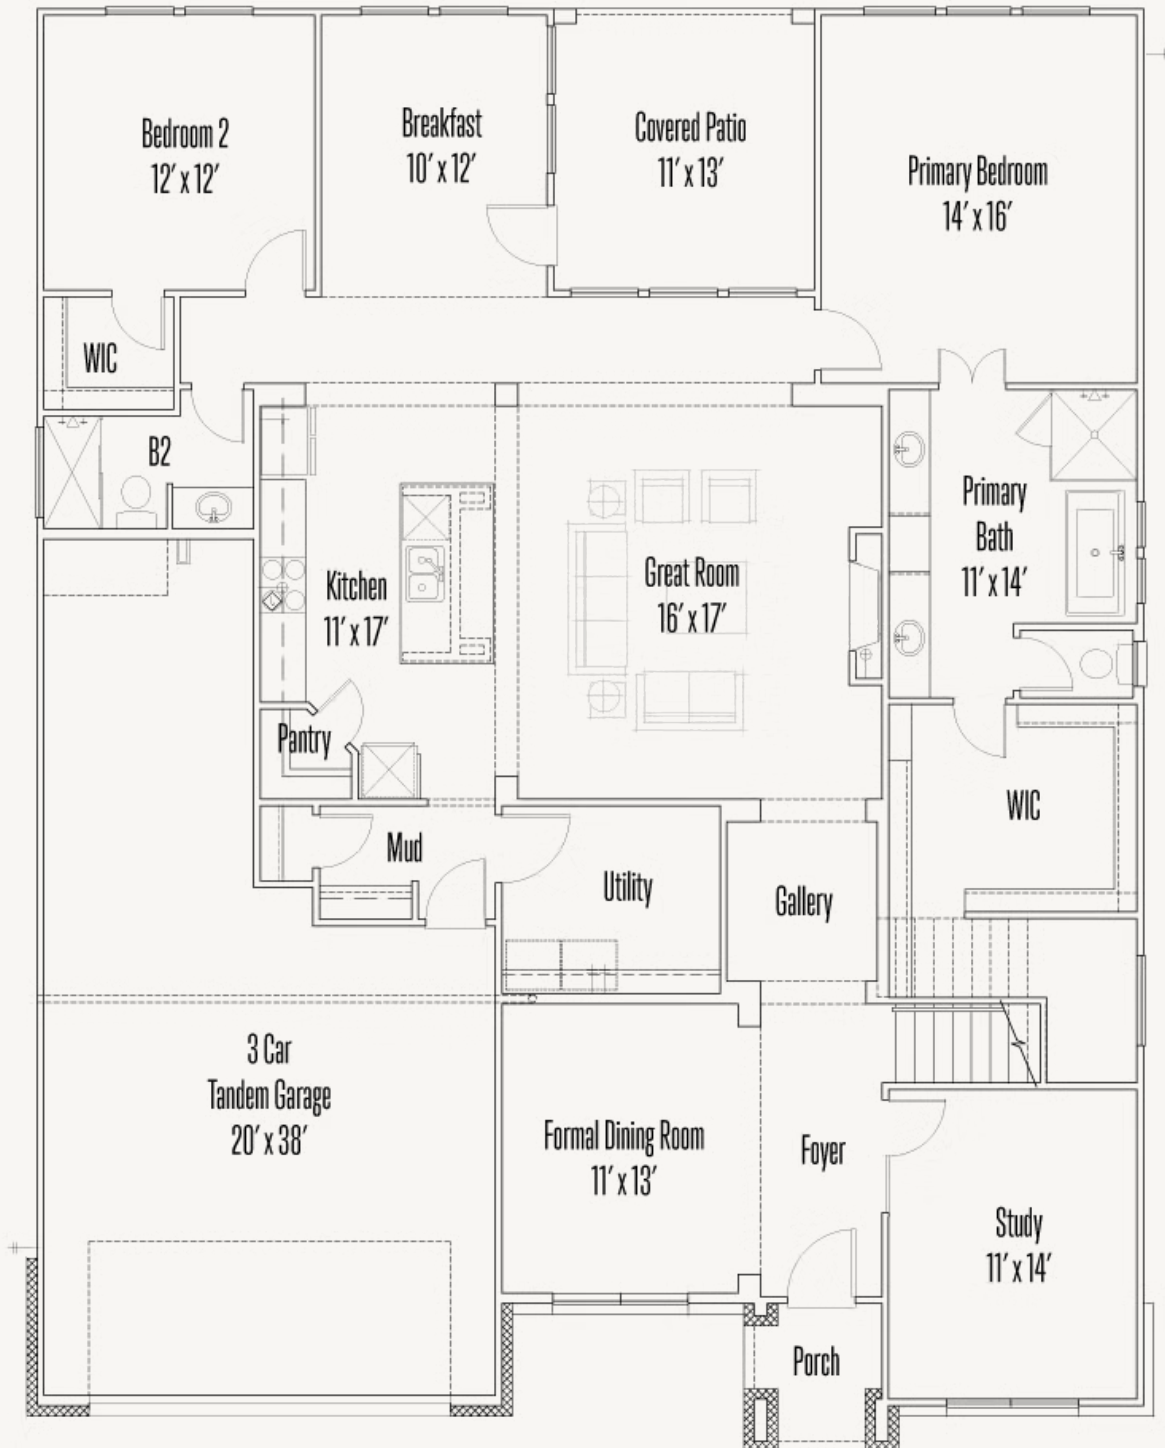 Bedroom 2
12′ x 12′
Breakfast
10′ x 12′
Covered Patio
11′ x 13′
Primary Bedroom
14′ x 16′
WIC
B2
Kitchen
11′ x 17′
Great Room
16′ x 17′
Primary
Bath
11′ x 14′
Pantry
WIC
Mud
Utility
Gallery
3 Car
Tandem Garage
20′ x 38′
Formal Dining Room
11′ x 13′
Foyer
Study
11′ x 14′
Porch